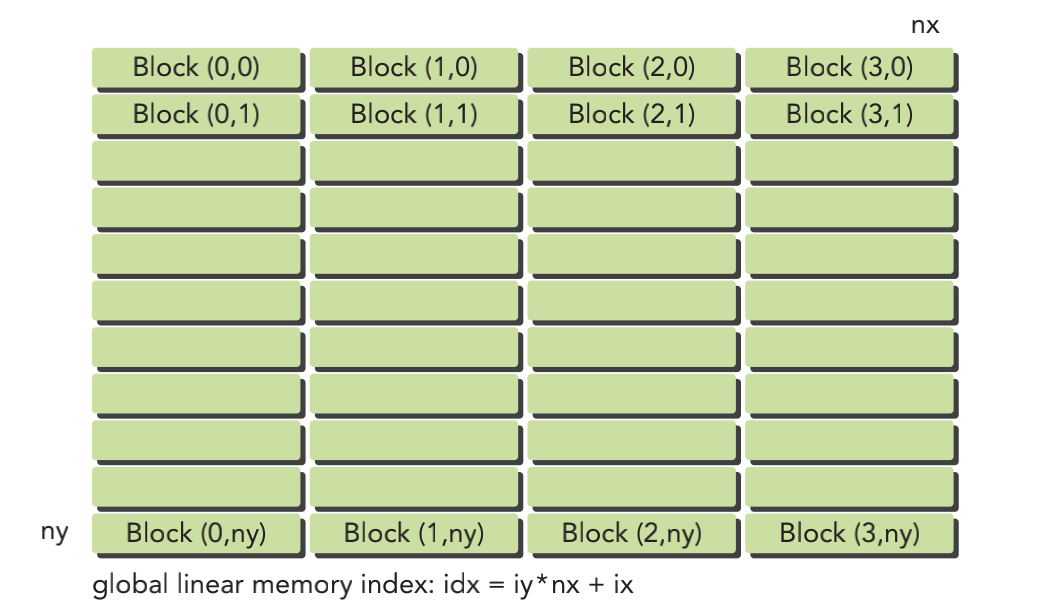 nx
Block (0,0) Block (1,0) Block (2,0) Block (3,0)
Block (0,1) Block (1,1) Block (2,1) Block (3,1)
ny Block (0,ny) Block (1,ny) Block (2,ny) Block (3,ny)
global linear memory index: idx = iy*nx + ix